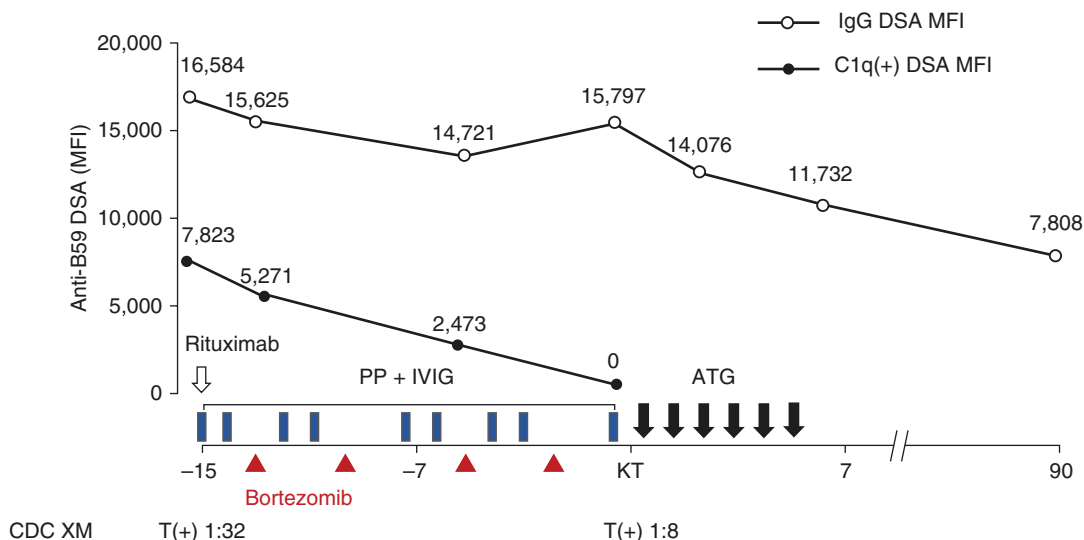 IgG DSA MFI
C1q(+) DSA MFI
Anti-B59 DSA (MFI)
20,000
15,000
10,000
5,000
0
16,584
15,625
14,721
15,797
14,076
11,732
7,808
7,823
5,271
2,473
0
Rituximab
PP + IVIG
ATG
–15
–7
KT
7
90
Bortezomib
CDC XM
T(+) 1:32
T(+) 1:8